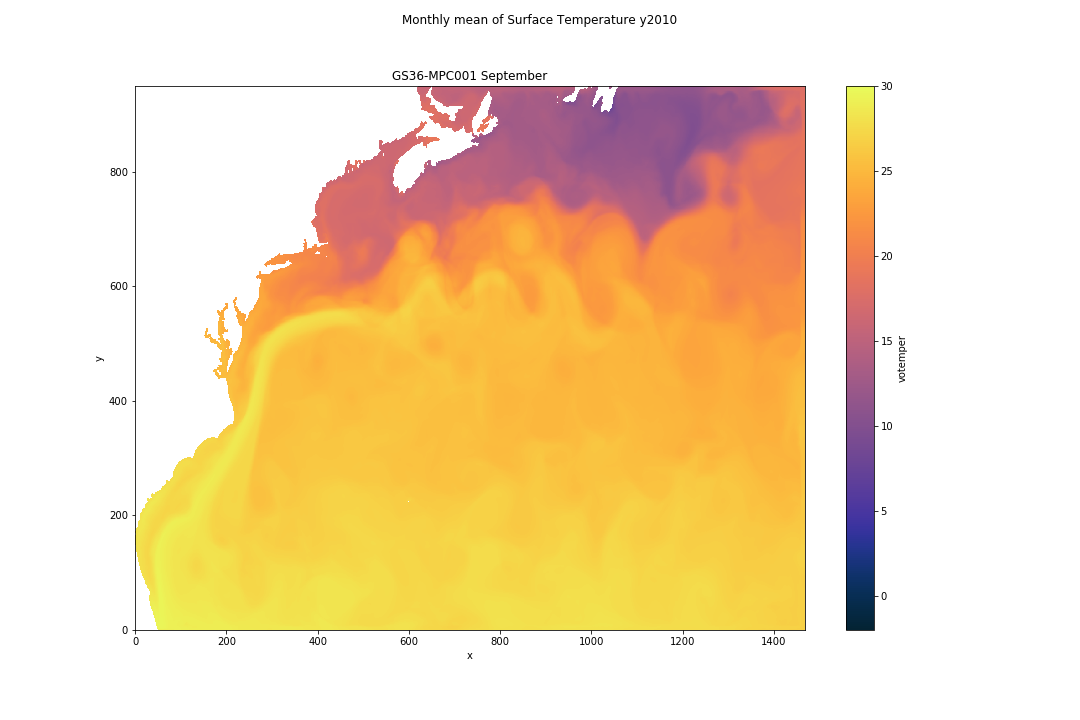 Monthly mean of Surface Temperature y2010
GS36-MPC001 September
800
600
400
200
0
y
0 200 400 600 800 1000 1200 1400
x
30
25
20
15
10
5
0
votemper